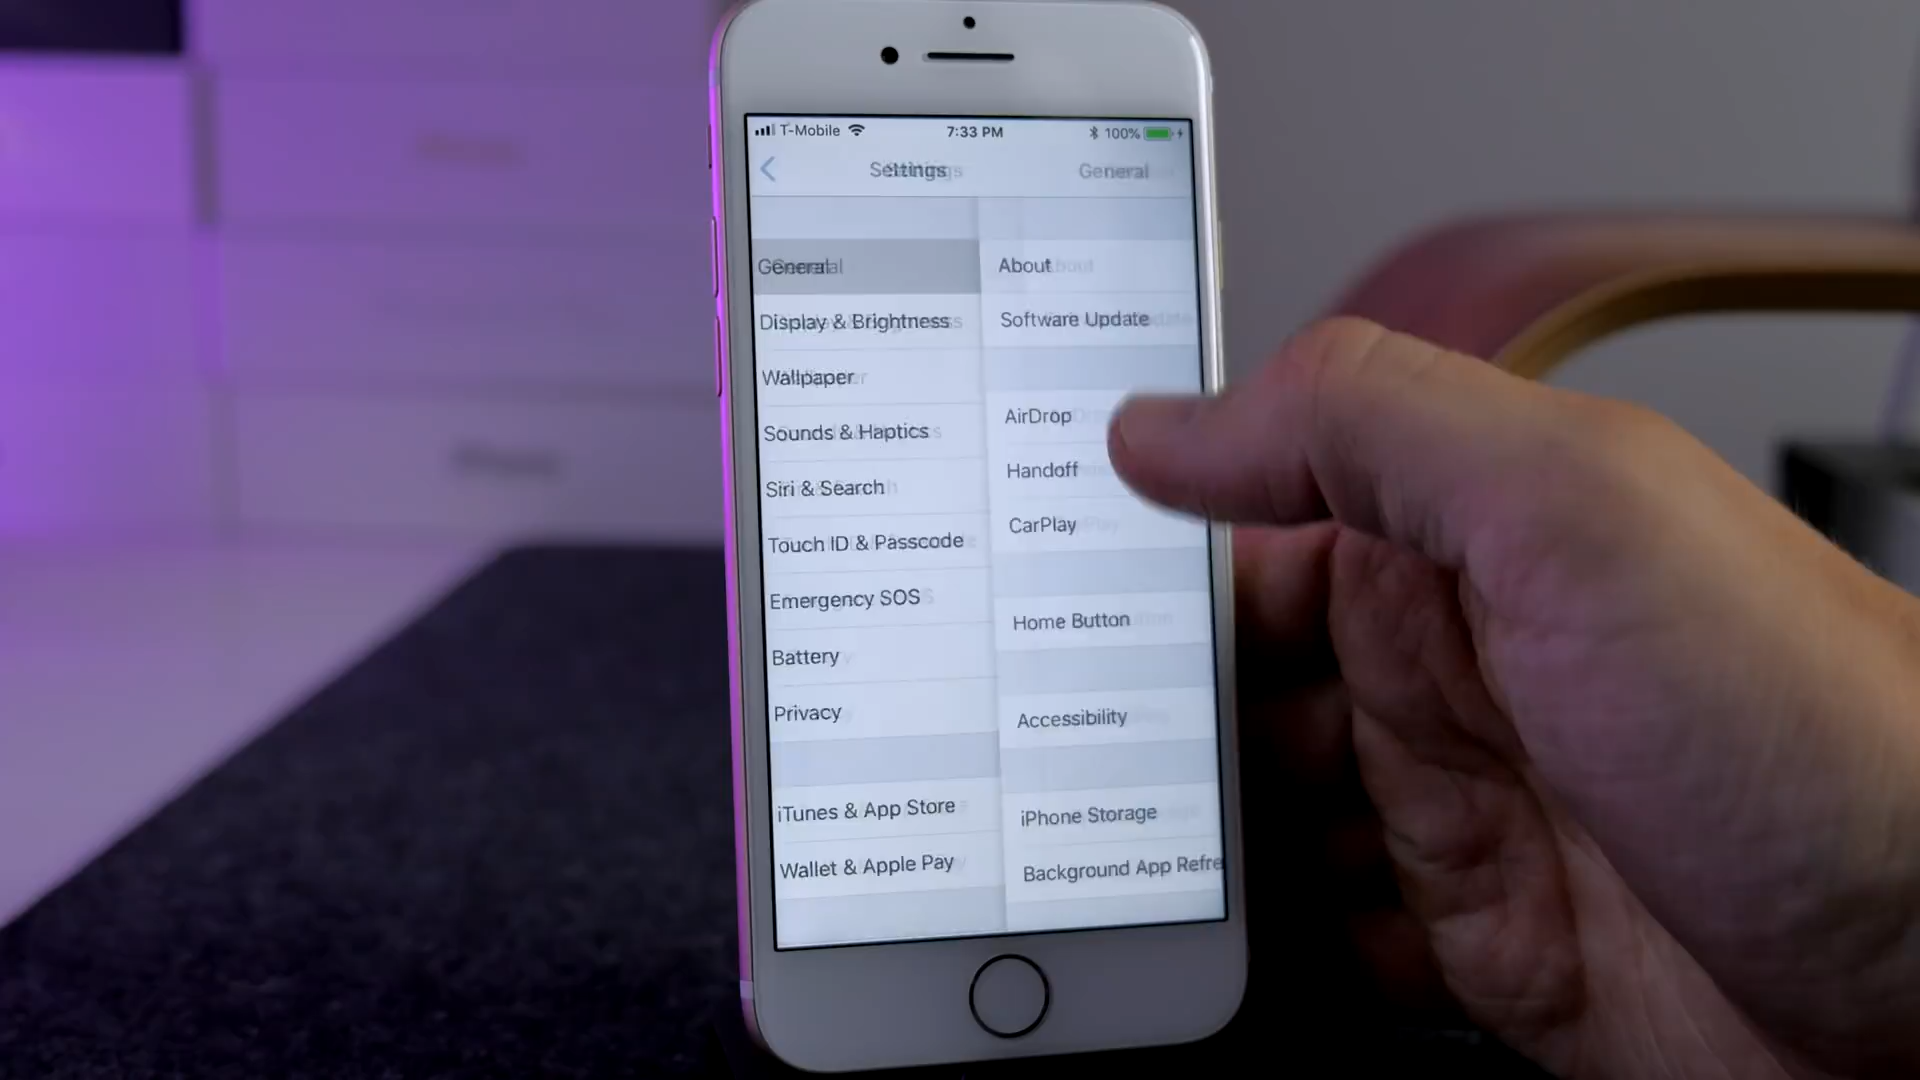 T-Mobile 7:33 PM 100%
Settings General
General
Display & Brightness
Wallpaper
Sounds & Haptics
Siri & Search
Touch ID & Passcode
Emergency SOS
Battery
Privacy
iTunes & App Store
Wallet & Apple Pay
About
Software Update
AirDrop
Handoff
CarPlay
Home Button
Accessibility
iPhone Storage
Background App Refre